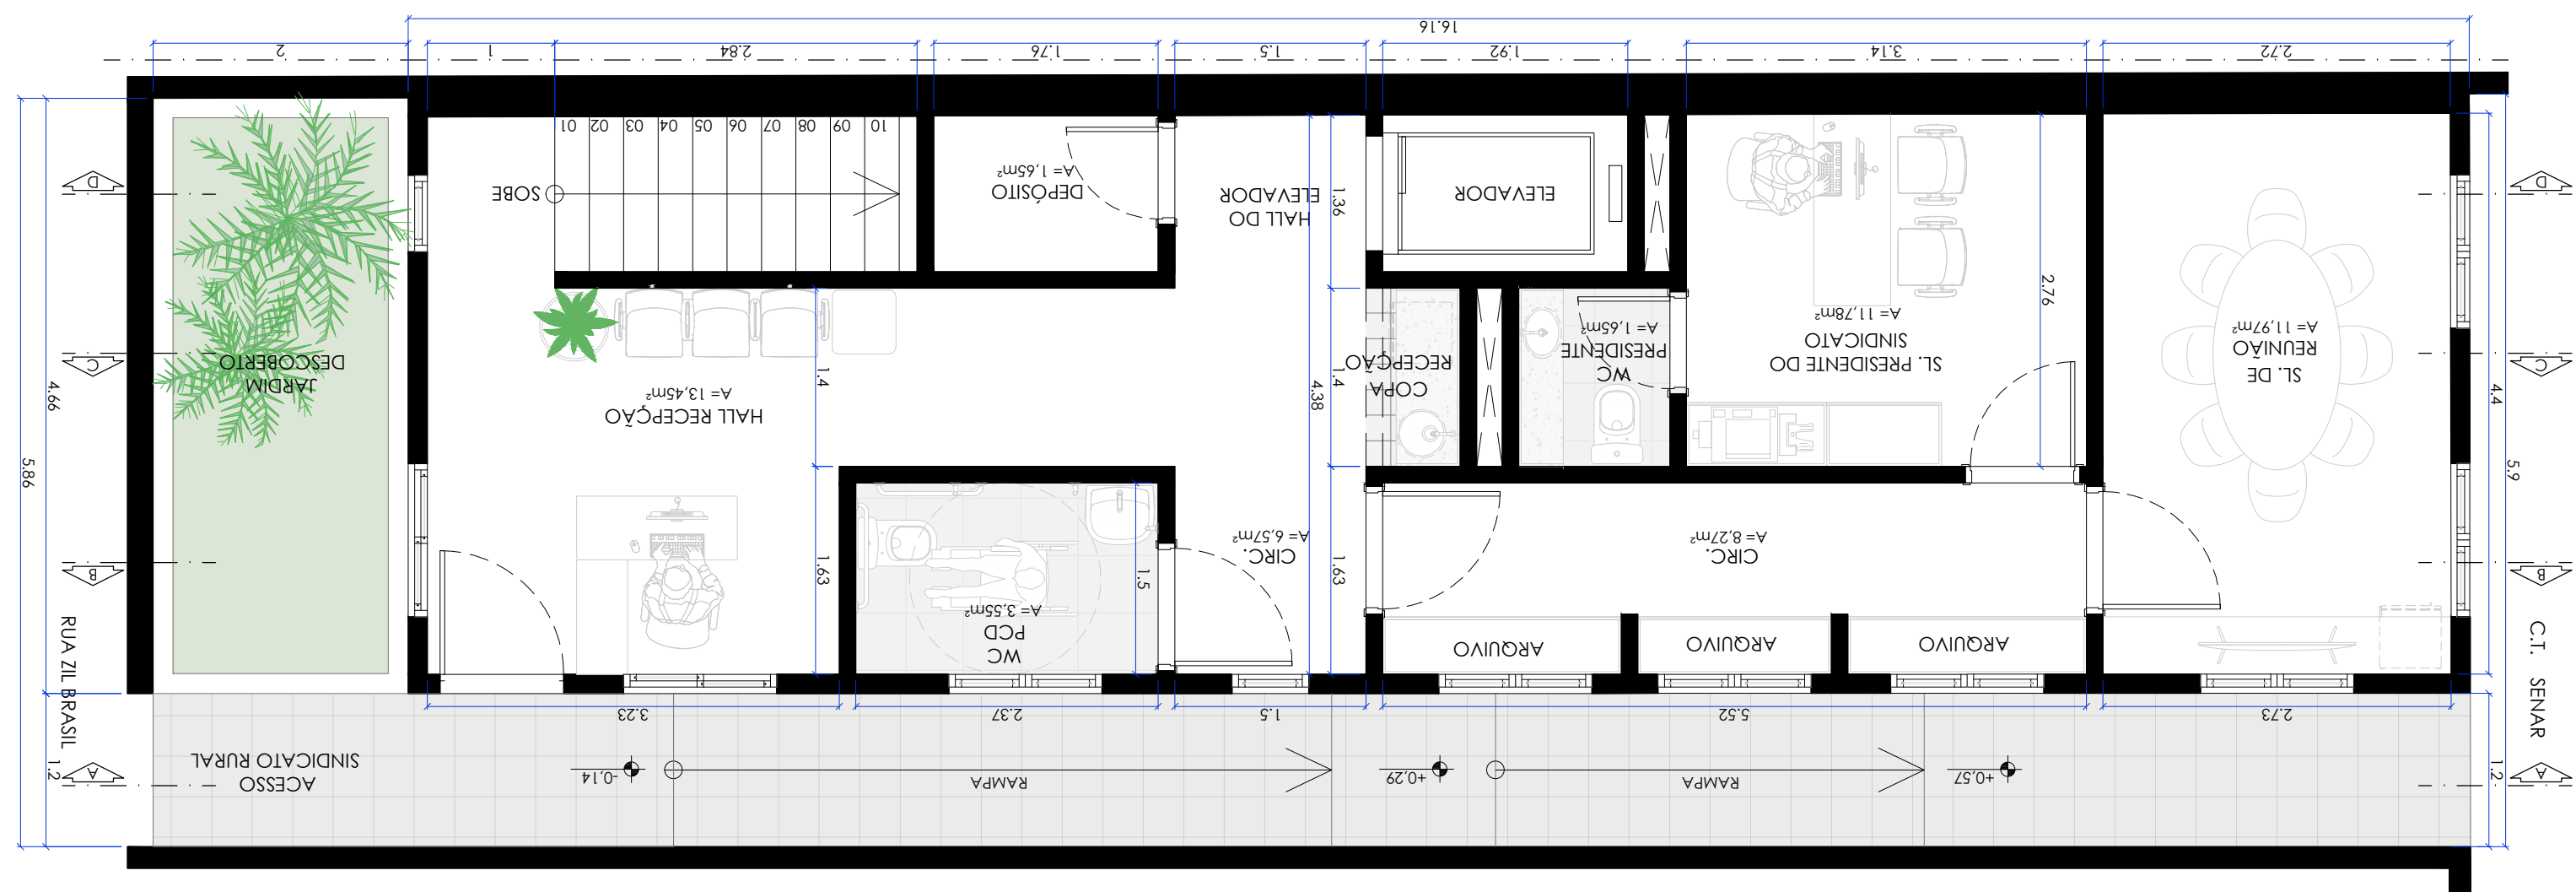 A
+0,57
RAMPA
+0,29
RAMPA
-0,14
ACESSO
SINDICATO RURAL
A
1.2
1.2
2.73
5.52
1.5
2.37
3.23
C.T. SENAR
RUA ZIL BRASIL
ARQUIVO
ARQUIVO
ARQUIVO
WC
PCD
A= 3,55m²
1.5
B
CIRC.
A= 8,27m²
CIRC.
A= 6,57m²
1.63
1.63
B
5.9
4.4
5.86
4.66
SL. DE
REUNIÃO
A= 11,97m²
SL. PRESIDENTE DO
SINDICATO
A= 11,78m²
2.76
WC
PRESIDENTE
A= 1,65m²
COPA
RECEPÇÃO
1.4
4.38
1.4
HALL RECEPÇÃO
A= 13,45m²
JARDIM
DESCOBERTO
C
C
ELEVADOR
1.36
HALL DO
ELEVADOR
DEPÓSITO
A= 1,65m²
SOBE
D
D
10
09
08
07
06
05
04
03
02
01
2.72
3.14
1.92
1.5
1.76
2.84
1
2
16.16